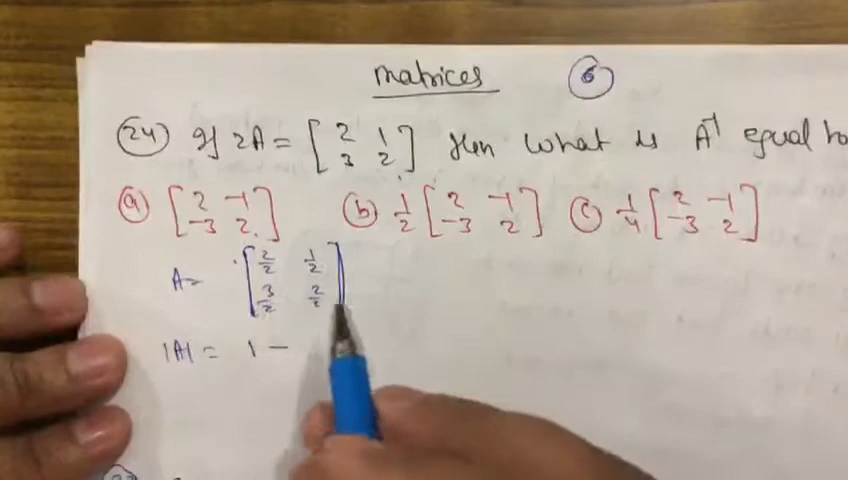 matrices 6
24 If 2A = [ 2 1 ; 3 2 ] then what is A⁻¹ equal to
a [ 2 -1 ; -3 2 ] b 1/2 [ 2 -1 ; -3 2 ] c 1/4 [ 2 -1 ; -3 2 ]
A = [ 2/2 1/2 ; 3/2 2/2 ]
|A| = 1 -